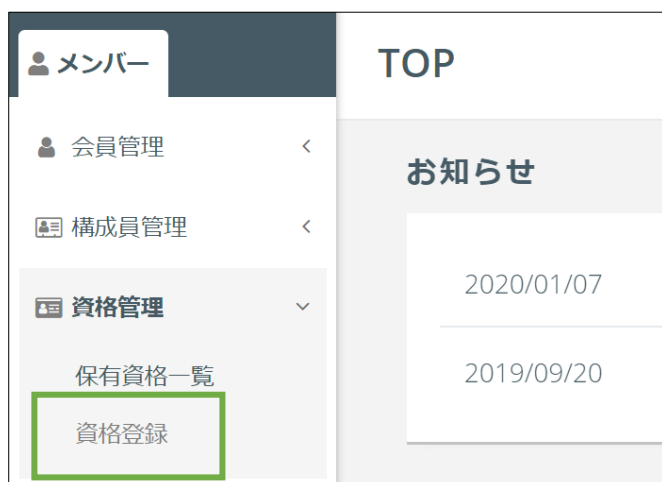 メンバー
会員管理
構成員管理
資格管理
保有資格一覧
資格登録
TOP
お知らせ
2020/01/07
2019/09/20